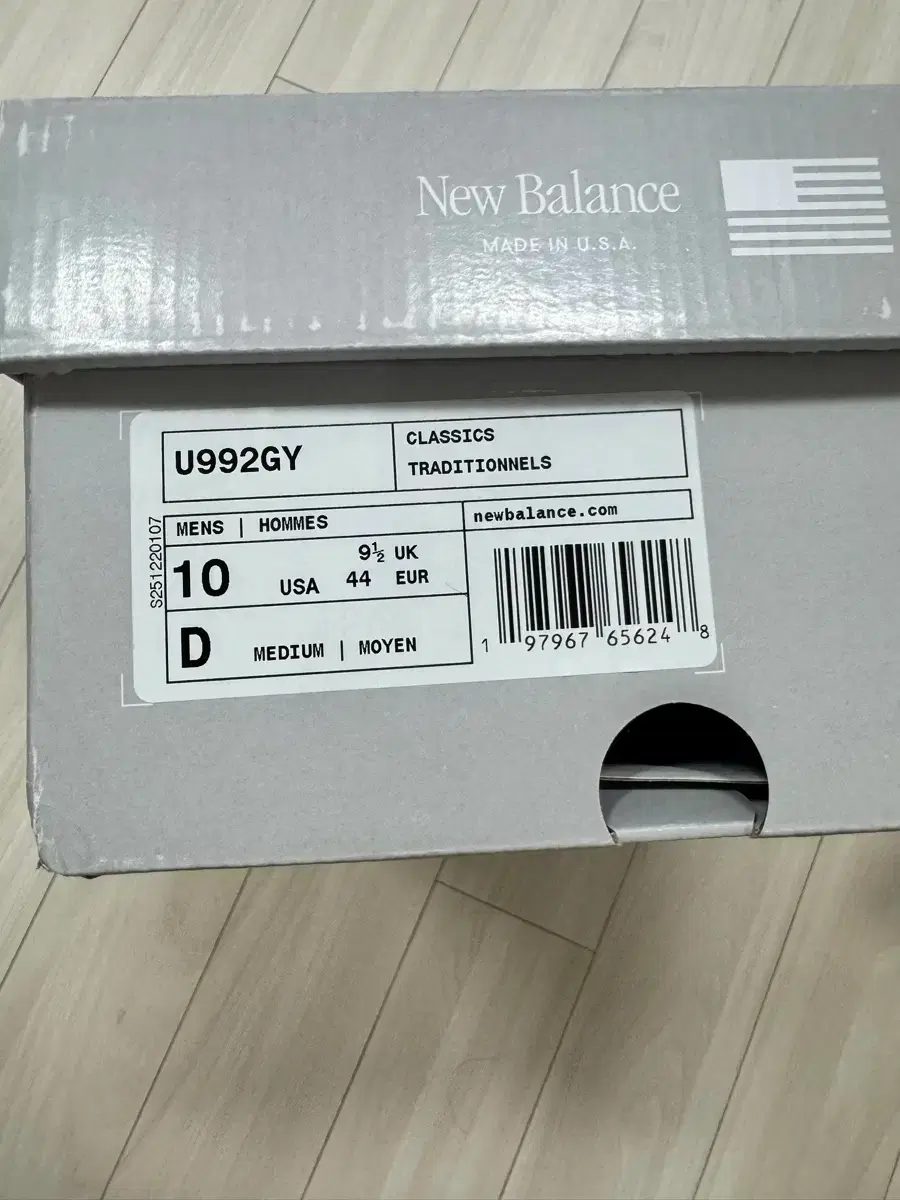 New Balance
MADE IN U.S.A.
U992GY
CLASSICS
TRADITIONNELS
S251220107
MENS | HOMMES
newbalance.com
10 USA
9½ UK
44 EUR
D MEDIUM | MOYEN
1 97967 65624 8